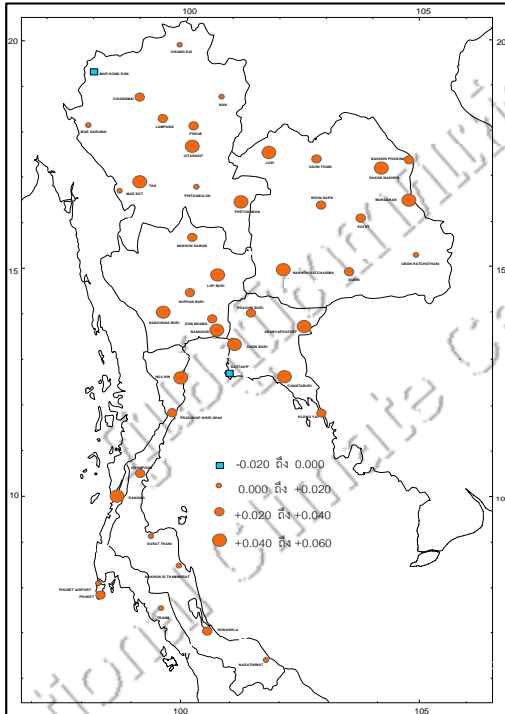 100 105
20
CHIANG RAI
MAE HONG SON
CHIANGMAI
NAN
LAMPANG
PHRAE
MAE SARIANG
UTTARADIT
LOEI
UDON THANI
NAKHON PHANOM
SAKON NAKHON
TAK
MAE SOT
PHITSANULOK
PHETCHABUN
KHON KAEN
MUKDAHAN
ROI ET
NAKHON SAWAN
UBON RATCHATHANI
15 15
LOP BURI
NAKHON RATCHASIMA
SURIN
SUPHAN BURI
PRACHIN BURI
KANCHANA BURI
DON MUANG
BANGKOK
ARANYAPRATHET
CHON BURI
SATTAHIP
HUA HIN
CHANTABURI
PRACHUAP KHIRI KHAN
KLONG YAI
CHUMPHON
-0.020 ถึง 0.000
0.000 ถึง +0.020
10 10
RANONG
+0.020 ถึง +0.040
+0.040 ถึง +0.060
SURAT THANI
NAKHON SI THAMMARAT
PHUKET AIRPORT
PHUKET
TRANG
SONGKHLA
NARATHIWAT
100 105